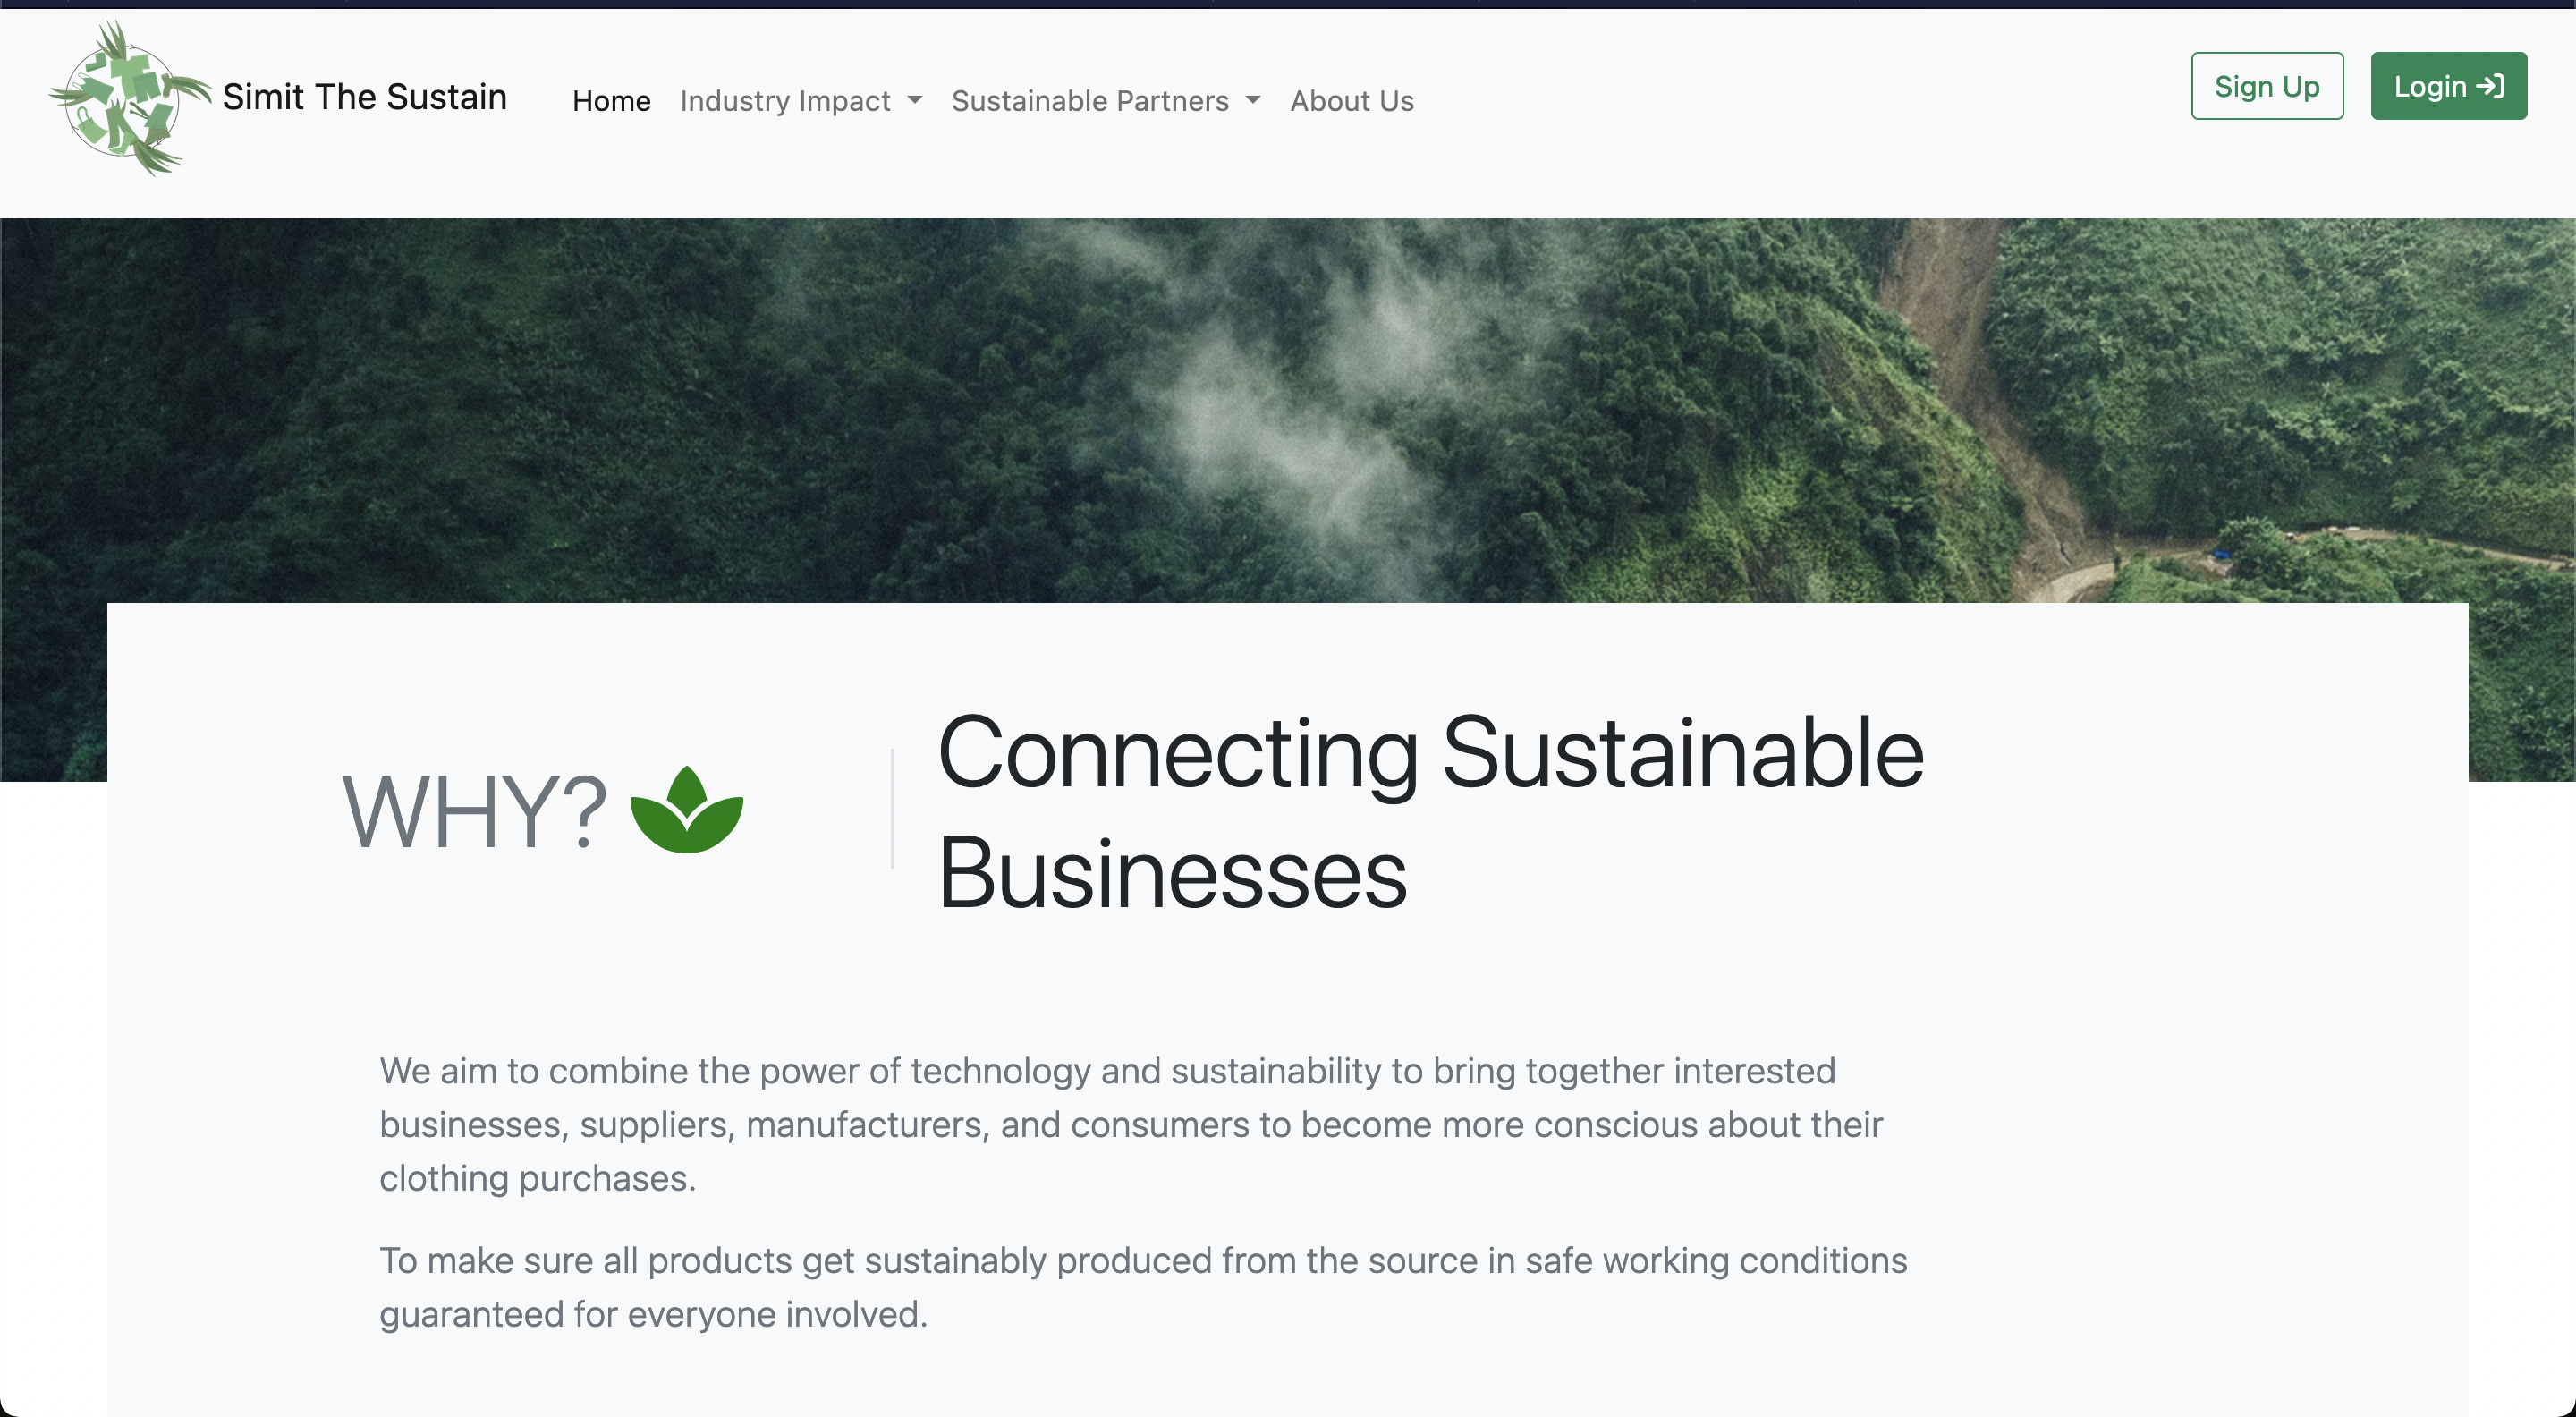 Simit The Sustain
Home Industry Impact Sustainable Partners About Us
Sign Up Login
WHY?
Connecting Sustainable
Businesses
We aim to combine the power of technology and sustainability to bring together interested
businesses, suppliers, manufacturers, and consumers to become more conscious about their
clothing purchases.
To make sure all products get sustainably produced from the source in safe working conditions
guaranteed for everyone involved.